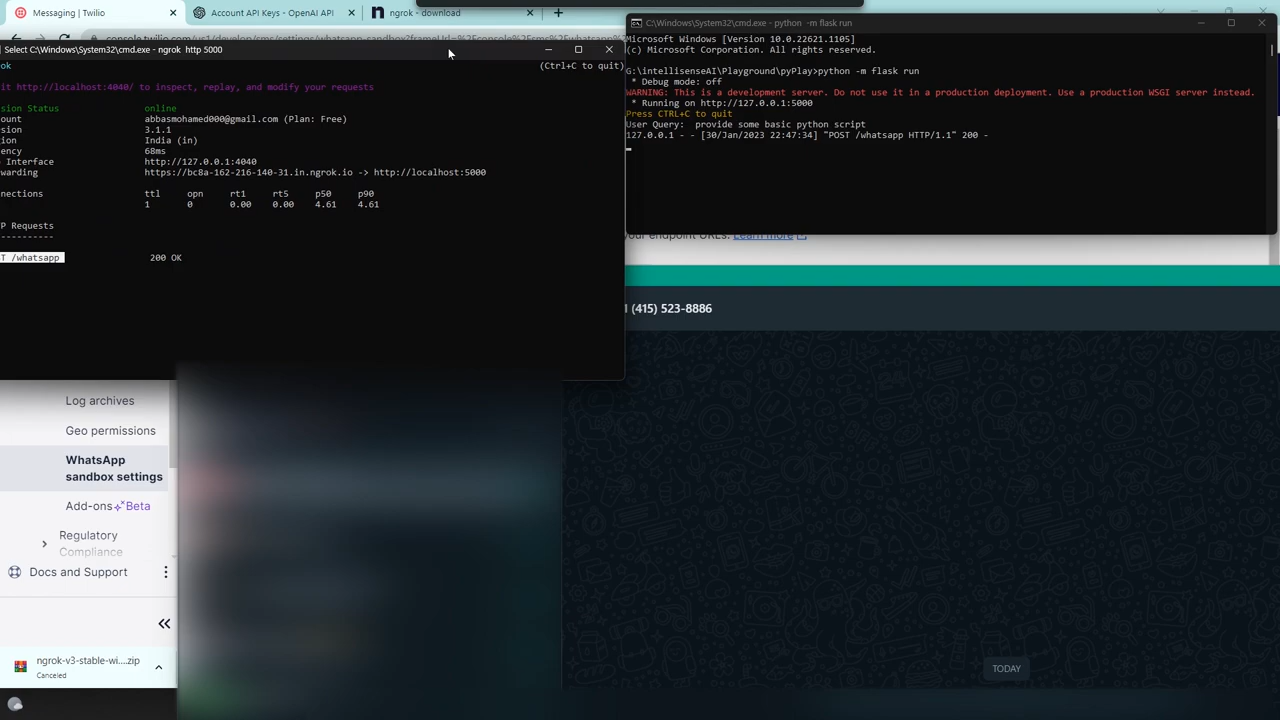 Messaging | Twilio
Account API Keys - OpenAI API
ngrok - download
Select C:\Windows\System32\cmd.exe - ngrok http 5000
ok
(Ctrl+C to quit)
it http://localhost:4040/ to inspect, replay, and modify your requests
sion Status online
ount abbasmohamed000@gmail.com (Plan: Free)
sion 3.1.1
gion India (in)
ency 68ms
Interface http://127.0.0.1:4040
warding https://bc8a-162-216-140-31.in.ngrok.io -> http://localhost:5000
nections ttl opn rt1 rt5 p50 p90
1 0 0.00 0.00 4.61 4.61
P Requests
----------
T /whatsapp 200 OK
C:\Windows\System32\cmd.exe - python -m flask run
Microsoft Windows [Version 10.0.22621.1105]
(c) Microsoft Corporation. All rights reserved.
G:\intellisenseAI\Playground\pyPlay>python -m flask run
* Debug mode: off
WARNING: This is a development server. Do not use it in a production deployment. Use a production WSGI server instead.
* Running on http://127.0.0.1:5000
Press CTRL+C to quit
User Query: provide some basic python script
127.0.0.1 - - [30/Jan/2023 22:47:34] "POST /whatsapp HTTP/1.1" 200 -
your endpoint URLs. Learn more
(415) 523-8886
TODAY
Log archives
Geo permissions
WhatsApp
sandbox settings
Add-ons Beta
Regulatory
Compliance
Docs and Support
ngrok-v3-stable-wi....zip
Canceled